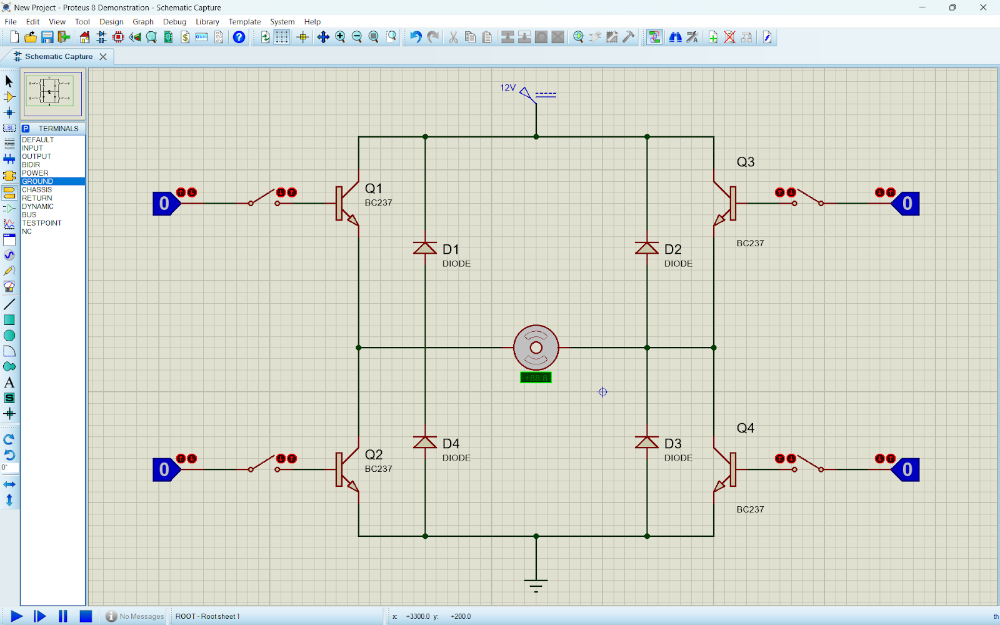 New Project - Proteus 8 Demonstration - Schematic Capture
File Edit View Tool Design Graph Debug Library Template System Help
Schematic Capture
LBL
P TERMINALS
DEFAULT
INPUT
OUTPUT
BIDIR
POWER
GROUND
CHASSIS
RETURN
DYNAMIC
BUS
TESTPOINT
NC
A
S
0°
12V
Q3
0
Q1
BC237
0
BC237
D1
DIODE
D2
DIODE
+88.8
Q4
0
Q2
BC237
D4
DIODE
D3
DIODE
0
BC237
No Messages
ROOT - Root sheet 1
x: +3300.0 y: +200.0
th